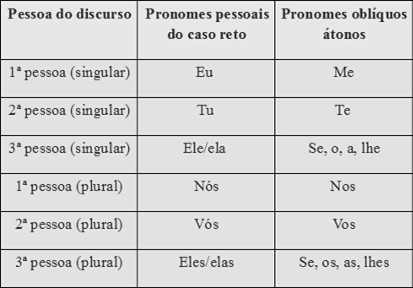 Pessoa do discurso Pronomes pessoais do caso reto Pronomes oblíquos átonos
1ª pessoa (singular) Eu Me
2ª pessoa (singular) Tu Te
3ª pessoa (singular) Ele/ela Se, o, a, lhe
1ª pessoa (plural) Nós Nos
2ª pessoa (plural) Vós Vos
3ª pessoa (plural) Eles/elas Se, os, as, lhes